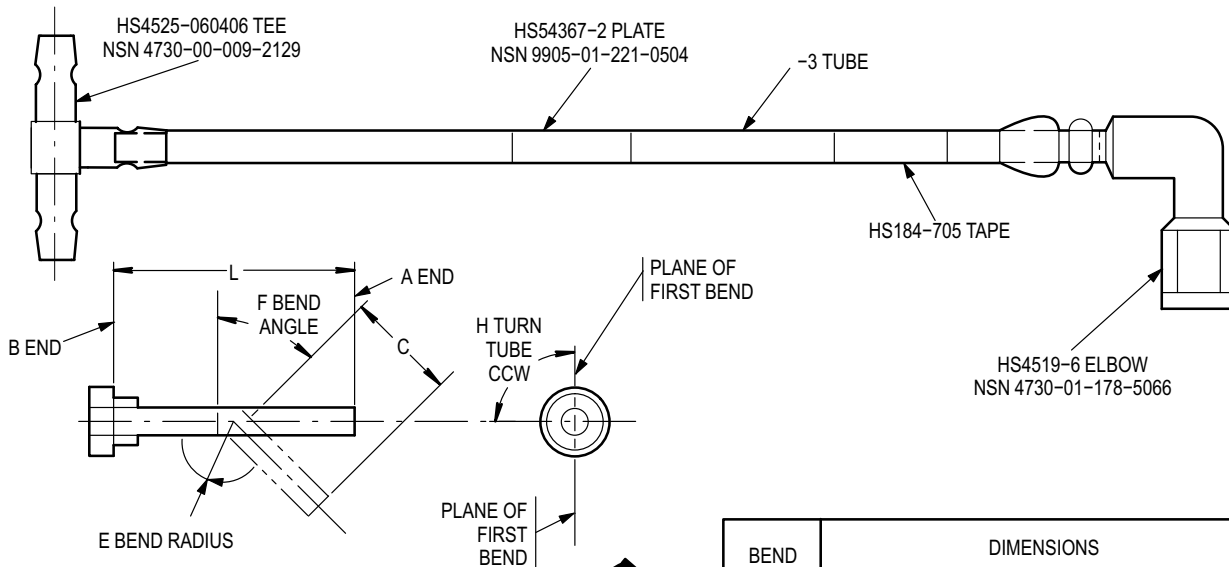 HS4525−060406 TEE
NSN 4730−00−009−2129
HS54367−2 PLATE
NSN 9905−01−221−0504
−3 TUBE
HS184−705 TAPE
HS4519−6 ELBOW
NSN 4730−01−178−5066
L
A END
F BEND
ANGLE
B END
C
E BEND RADIUS
PLANE OF
FIRST BEND
H TURN
TUBE
CCW
PLANE OF
FIRST
BEND
BEND
DIMENSIONS